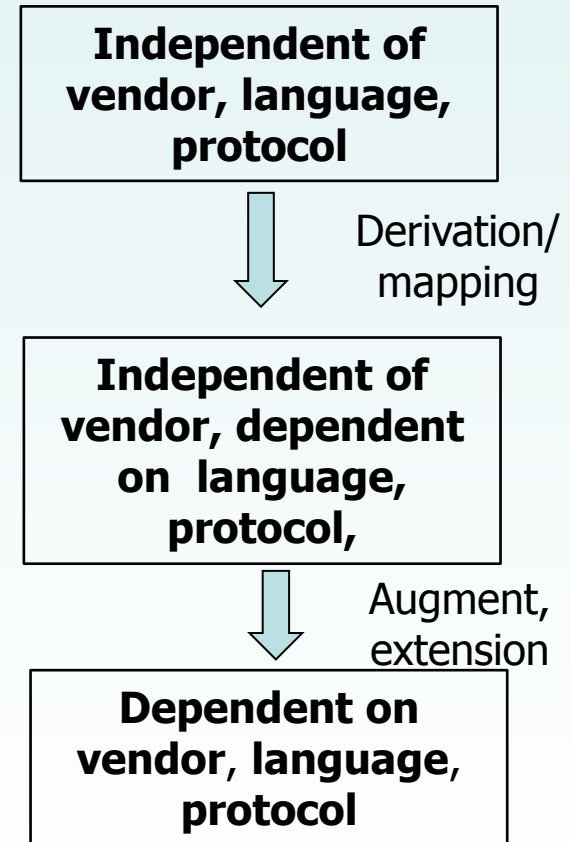 Independent of
vendor, language,
protocol
Derivation/
mapping
Independent of
vendor, dependent
on language,
protocol,
Augment,
extension
Dependent on
vendor, language,
protocol